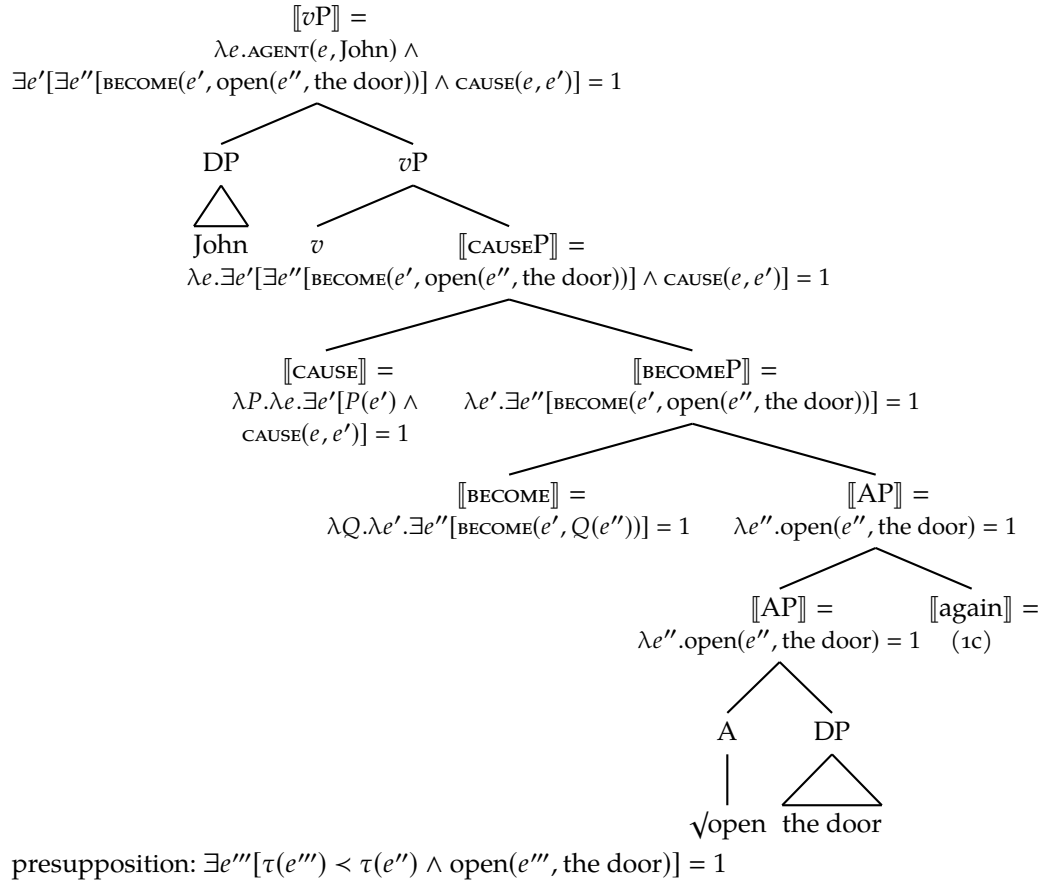 ⟦vP⟧ =
λe.AGENT(e, John) ∧
∃e′[∃e″[BECOME(e′, open(e″, the door))] ∧ CAUSE(e, e′)] = 1
DP vP
John v ⟦CAUSEP⟧ =
λe.∃e′[∃e″[BECOME(e′, open(e″, the door))] ∧ CAUSE(e, e′)] = 1
⟦CAUSE⟧ = ⟦BECOMEP⟧ =
λP.λe.∃e′[P(e′) ∧ λe′.∃e″[BECOME(e′, open(e″, the door))] = 1
CAUSE(e, e′)] = 1
⟦BECOME⟧ = ⟦AP⟧ =
λQ.λe′.∃e″[BECOME(e′, Q(e″))] = 1 λe″.open(e″, the door) = 1
⟦AP⟧ = ⟦again⟧ =
λe″.open(e″, the door) = 1 (1c)
A DP
√open the door
presupposition: ∃e‴[τ(e‴) ≺ τ(e″) ∧ open(e‴, the door)] = 1